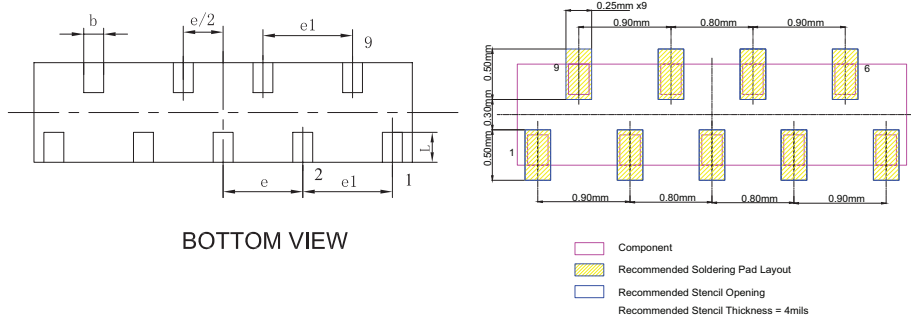 b
e/2
e1
9
L
e
2
e1
1
BOTTOM VIEW
0.25mm x9
0.90mm
0.80mm
0.90mm
9
6
0.50mm
0.30mm
0.50mm
1
0.90mm
0.80mm
0.80mm
0.90mm
Component
Recommended Soldering Pad Layout
Recommended Stencil Opening
Recommended Stencil Thickness = 4mils